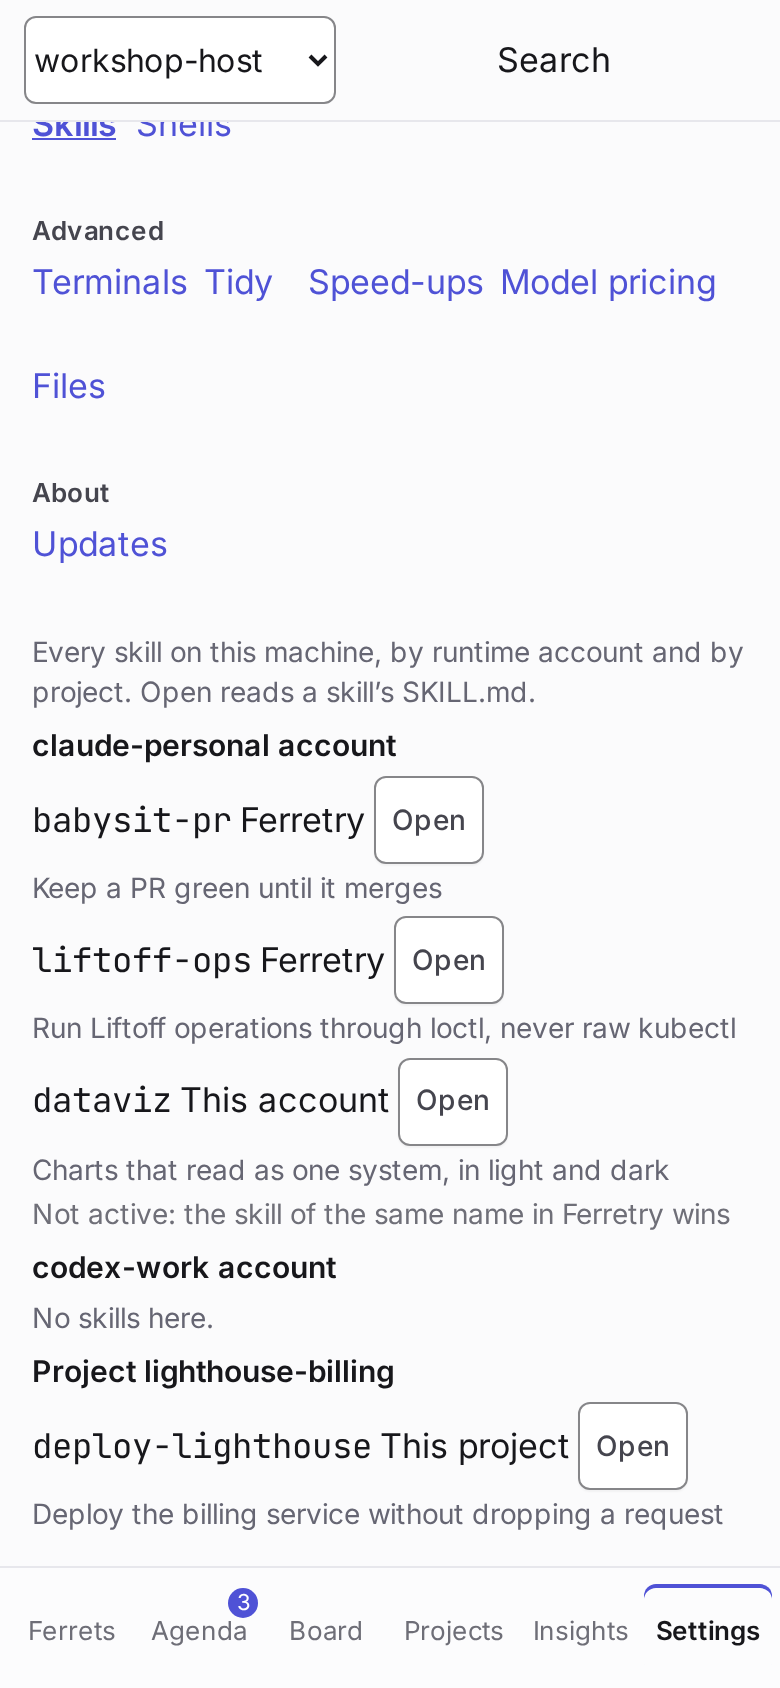 workshop-host
Search
Skills Shells
Advanced
Terminals Tidy Speed-ups Model pricing
Files
About
Updates
Every skill on this machine, by runtime account and by
project. Open reads a skill’s SKILL.md.
claude-personal account
babysit-pr Ferretry Open
Keep a PR green until it merges
liftoff-ops Ferretry Open
Run Liftoff operations through loctl, never raw kubectl
dataviz This account Open
Charts that read as one system, in light and dark
Not active: the skill of the same name in Ferretry wins
codex-work account
No skills here.
Project lighthouse-billing
deploy-lighthouse This project Open
Deploy the billing service without dropping a request
3
Ferrets Agenda Board Projects Insights Settings